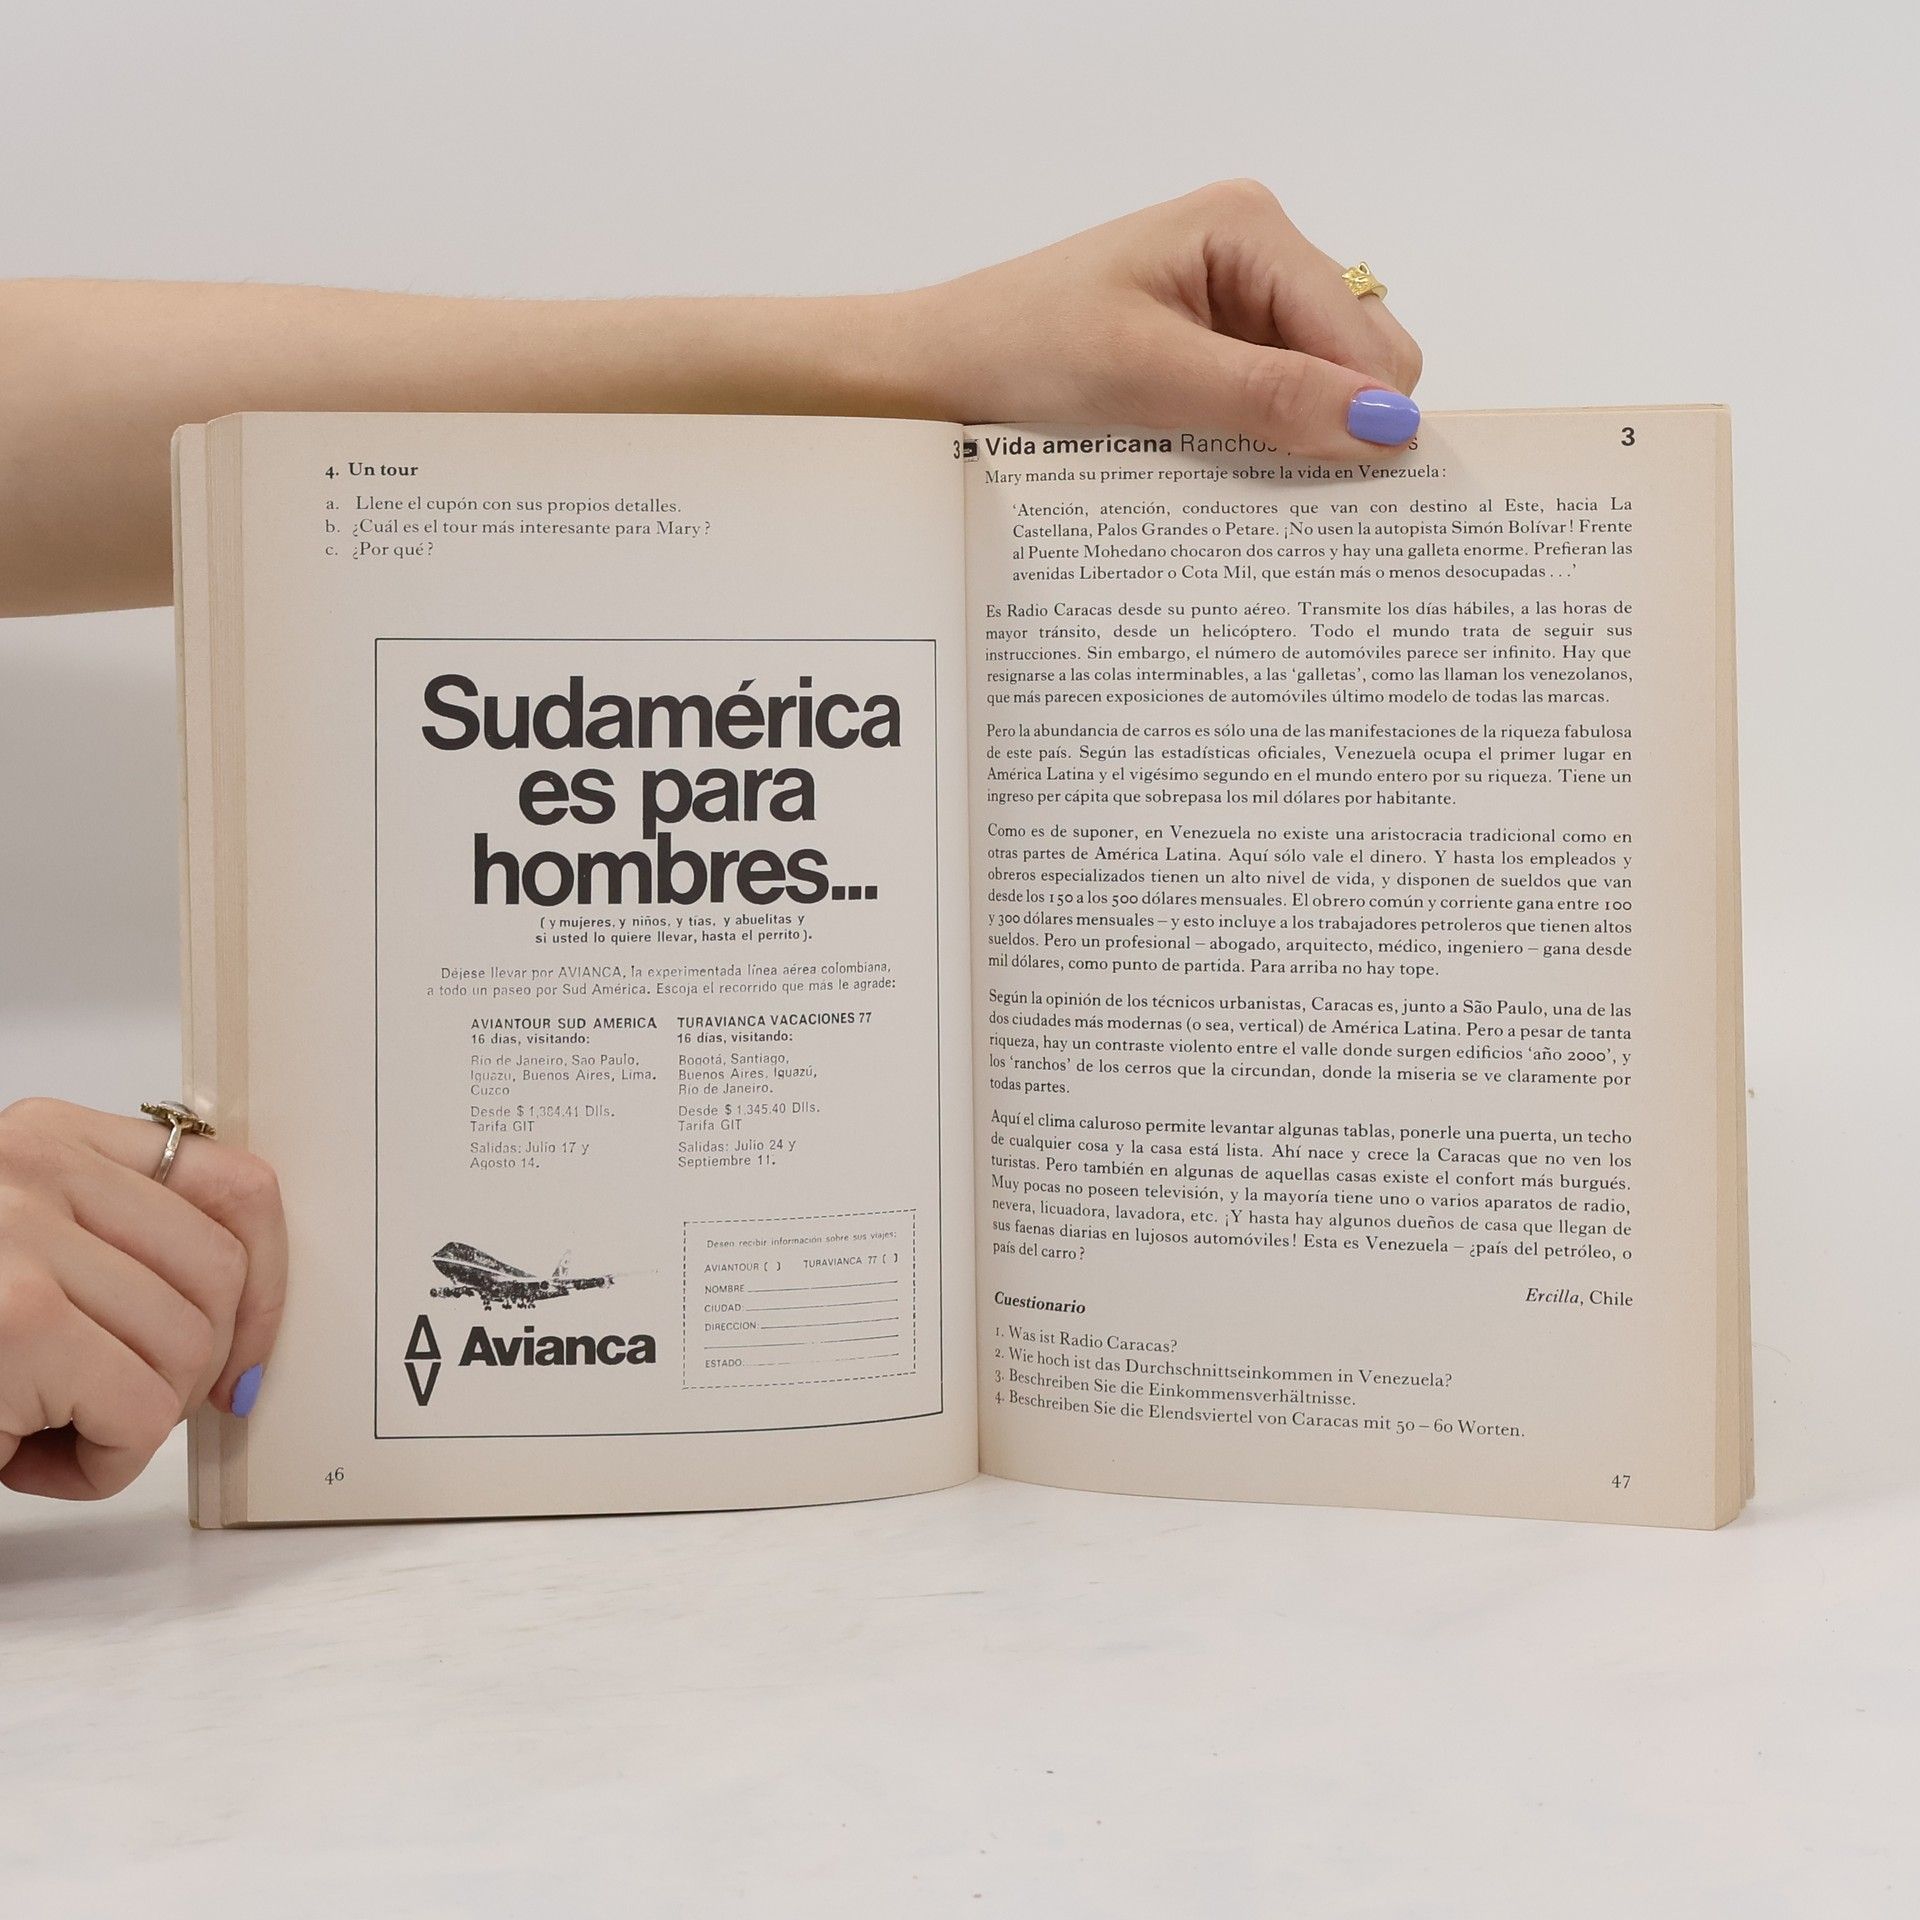 4. Un tour
a. Llene el cupón con sus propios detalles.
b. ¿Cuál es el tour más interesante para Mary?
c. ¿Por qué?
Sudamérica
es para
hombres...
(y mujeres, y niños, y tías, y abuelitas y
si usted lo quiere llevar, hasta el perrito).
Déjese llevar por AVIANCA, la experimentada línea aérea colombiana,
a todo un paseo por Sud América. Escoja el recorrido que más le agrade:
AVIANTOUR SUD AMERICA
16 días, visitando:
Río de Janeiro, Sao Paulo,
Iguazu, Buenos Aires, Lima,
Cuzco
Desde $ 1,384.41 Dlls.
Tarifa GIT
Salidas: Julio 17 y
Agosto 14.
TURAVIANCA VACACIONES 77
16 días, visitando:
Bogotá, Santiago,
Buenos Aires, Iguazú,
Río de Janeiro.
Desde $ 1,345.40 Dlls.
Tarifa GIT
Salidas: Julio 24 y
Septiembre 11.
Avianca
Deseo recibir información sobre sus viajes:
AVIANTOUR ( ) TURAVIANCA 77 ( )
NOMBRE
CIUDAD:
DIRECCION:
ESTADO:
46
3
Vida americana
3
Mary manda su primer reportaje sobre la vida en Venezuela:
‘Atención, atención, conductores que van con destino al Este, hacia La
Castellana, Palos Grandes o Petare. ¡No usen la autopista Simón Bolívar! Frente
al Puente Mohedano chocaron dos carros y hay una galleta enorme. Prefieran las
avenidas Libertador o Cota Mil, que están más o menos desocupadas . . .’
Es Radio Caracas desde su punto aéreo. Transmite los días hábiles, a las horas de
mayor tránsito, desde un helicóptero. Todo el mundo trata de seguir sus
instrucciones. Sin embargo, el número de automóviles parece ser infinito. Hay que
resignarse a las colas interminables, a las ‘galletas’, como las llaman los venezolanos,
que más parecen exposiciones de automóviles último modelo de todas las marcas.
Pero la abundancia de carros es sólo una de las manifestaciones de la riqueza fabulosa
de este país. Según las estadísticas oficiales, Venezuela ocupa el primer lugar en
América Latina y el vigésimo segundo en el mundo entero por su riqueza. Tiene un
ingreso per cápita que sobrepasa los mil dólares por habitante.
Como es de suponer, en Venezuela no existe una aristocracia tradicional como en
otras partes de América Latina. Aquí sólo vale el dinero. Y hasta los empleados y
obreros especializados tienen un alto nivel de vida, y disponen de sueldos que van
desde los 150 a los 500 dólares mensuales. El obrero común y corriente gana entre 100
y 300 dólares mensuales – y esto incluye a los trabajadores petroleros que tienen altos
sueldos. Pero un profesional – abogado, arquitecto, médico, ingeniero – gana desde
mil dólares, como punto de partida. Para arriba no hay tope.
Según la opinión de los técnicos urbanistas, Caracas es, junto a São Paulo, una de las
dos ciudades más modernas (o sea, vertical) de América Latina. Pero a pesar de tanta
riqueza, hay un contraste violento entre el valle donde surgen edificios ‘año 2000’, y
los ‘ranchos’ de los cerros que la circundan, donde la miseria se ve claramente por
todas partes.
Aquí el clima caluroso permite levantar algunas tablas, ponerle una puerta, un techo
de cualquier cosa y la casa está lista. Ahí nace y crece la Caracas que no ven los
turistas. Pero también en algunas de aquellas casas existe el confort más burgués.
Muy pocas no poseen televisión, y la mayoría tiene uno o varios aparatos de radio,
nevera, licuadora, lavadora, etc. ¡Y hasta hay algunos dueños de casa que llegan de
sus faenas diarias en lujosos automóviles! Esta es Venezuela – ¿país del petróleo, o
país del carro?
Ercilla, Chile
Cuestionario
1. Was ist Radio Caracas?
2. Wie hoch ist das Durchschnittseinkommen in Venezuela?
3. Beschreiben Sie die Einkommensverhältnisse.
4. Beschreiben Sie die Elendsviertel von Caracas mit 50 – 60 Worten.
47